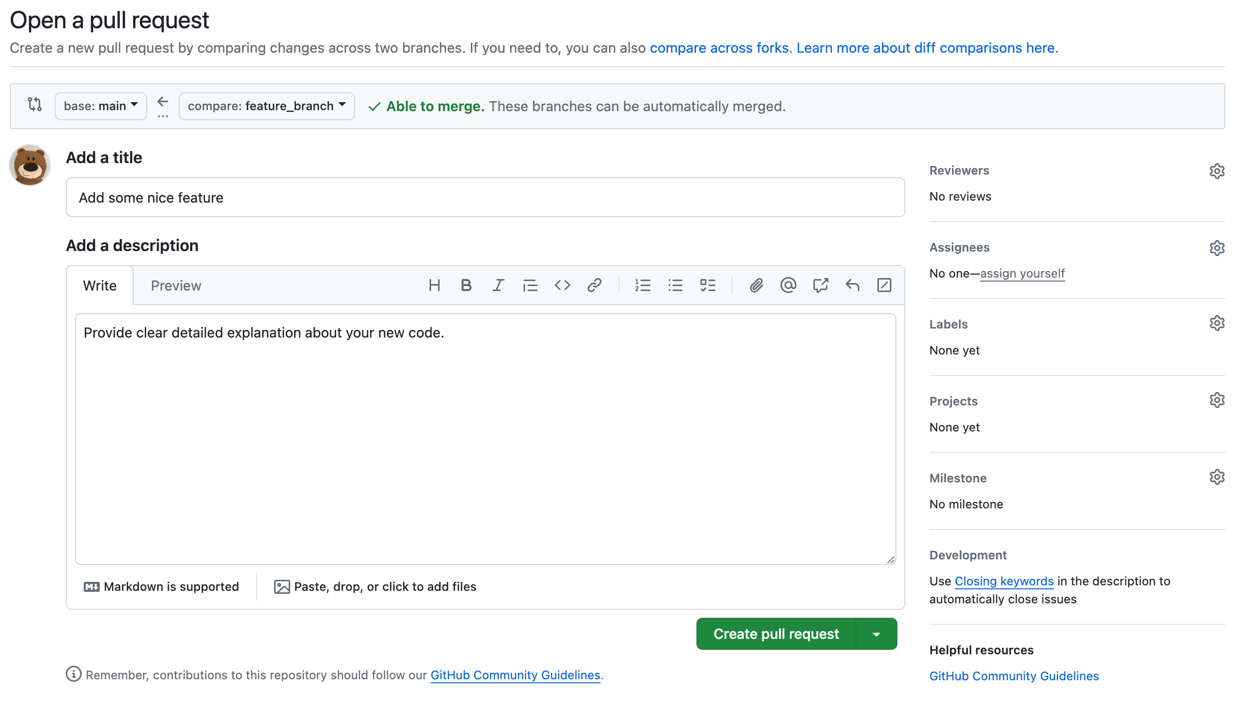 Open a pull request
Create a new pull request by comparing changes across two branches. If you need to, you can also compare across forks. Learn more about diff comparisons here.
base: main
compare: feature_branch
Able to merge. These branches can be automatically merged.
Add a title
Add some nice feature
Add a description
Write
Preview
Provide clear detailed explanation about your new code.
Markdown is supported
Paste, drop, or click to add files
Create pull request
Remember, contributions to this repository should follow our GitHub Community Guidelines.
Reviewers
No reviews
Assignees
No one—assign yourself
Labels
None yet
Projects
None yet
Milestone
No milestone
Development
Use Closing keywords in the description to
automatically close issues
Helpful resources
GitHub Community Guidelines